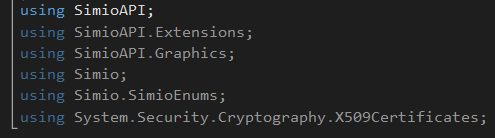 using SimioAPI;
using SimioAPI.Extensions;
using SimioAPI.Graphics;
using Simio;
using Simio.SimioEnums;
using System.Security.Cryptography.X509Certificates;